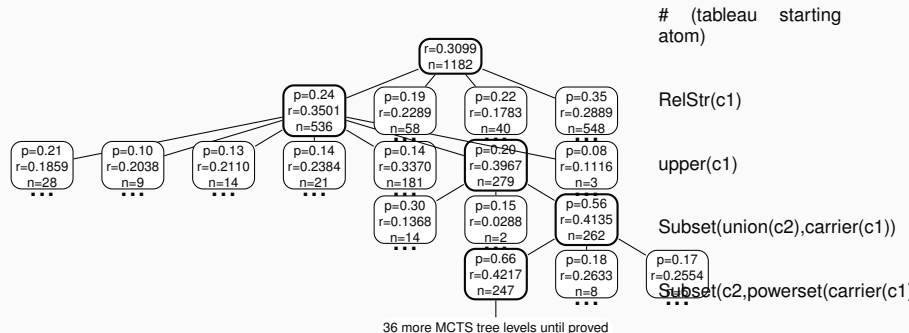 # (tableau starting
atom)
r=0.3099
n=1182
p=0.24
r=0.3501
n=536
p=0.19
r=0.2289
n=58
p=0.22
r=0.1783
n=40
p=0.35
r=0.2889
n=548
RelStr(c1)
p=0.21
r=0.1859
n=28
p=0.10
r=0.2038
n=9
p=0.13
r=0.2110
n=14
p=0.14
r=0.2384
n=21
p=0.14
r=0.3370
n=181
p=0.20
r=0.3967
n=279
p=0.08
r=0.1116
n=3
upper(c1)
p=0.30
r=0.1368
n=14
p=0.15
r=0.0288
n=2
p=0.56
r=0.4135
n=262
Subset(union(c2),carrier(c1))
p=0.66
r=0.4217
n=247
p=0.18
r=0.2633
n=8
p=0.17
r=0.2554
Subset(c2,powerset(carrier(c1)
36 more MCTS tree levels until proved